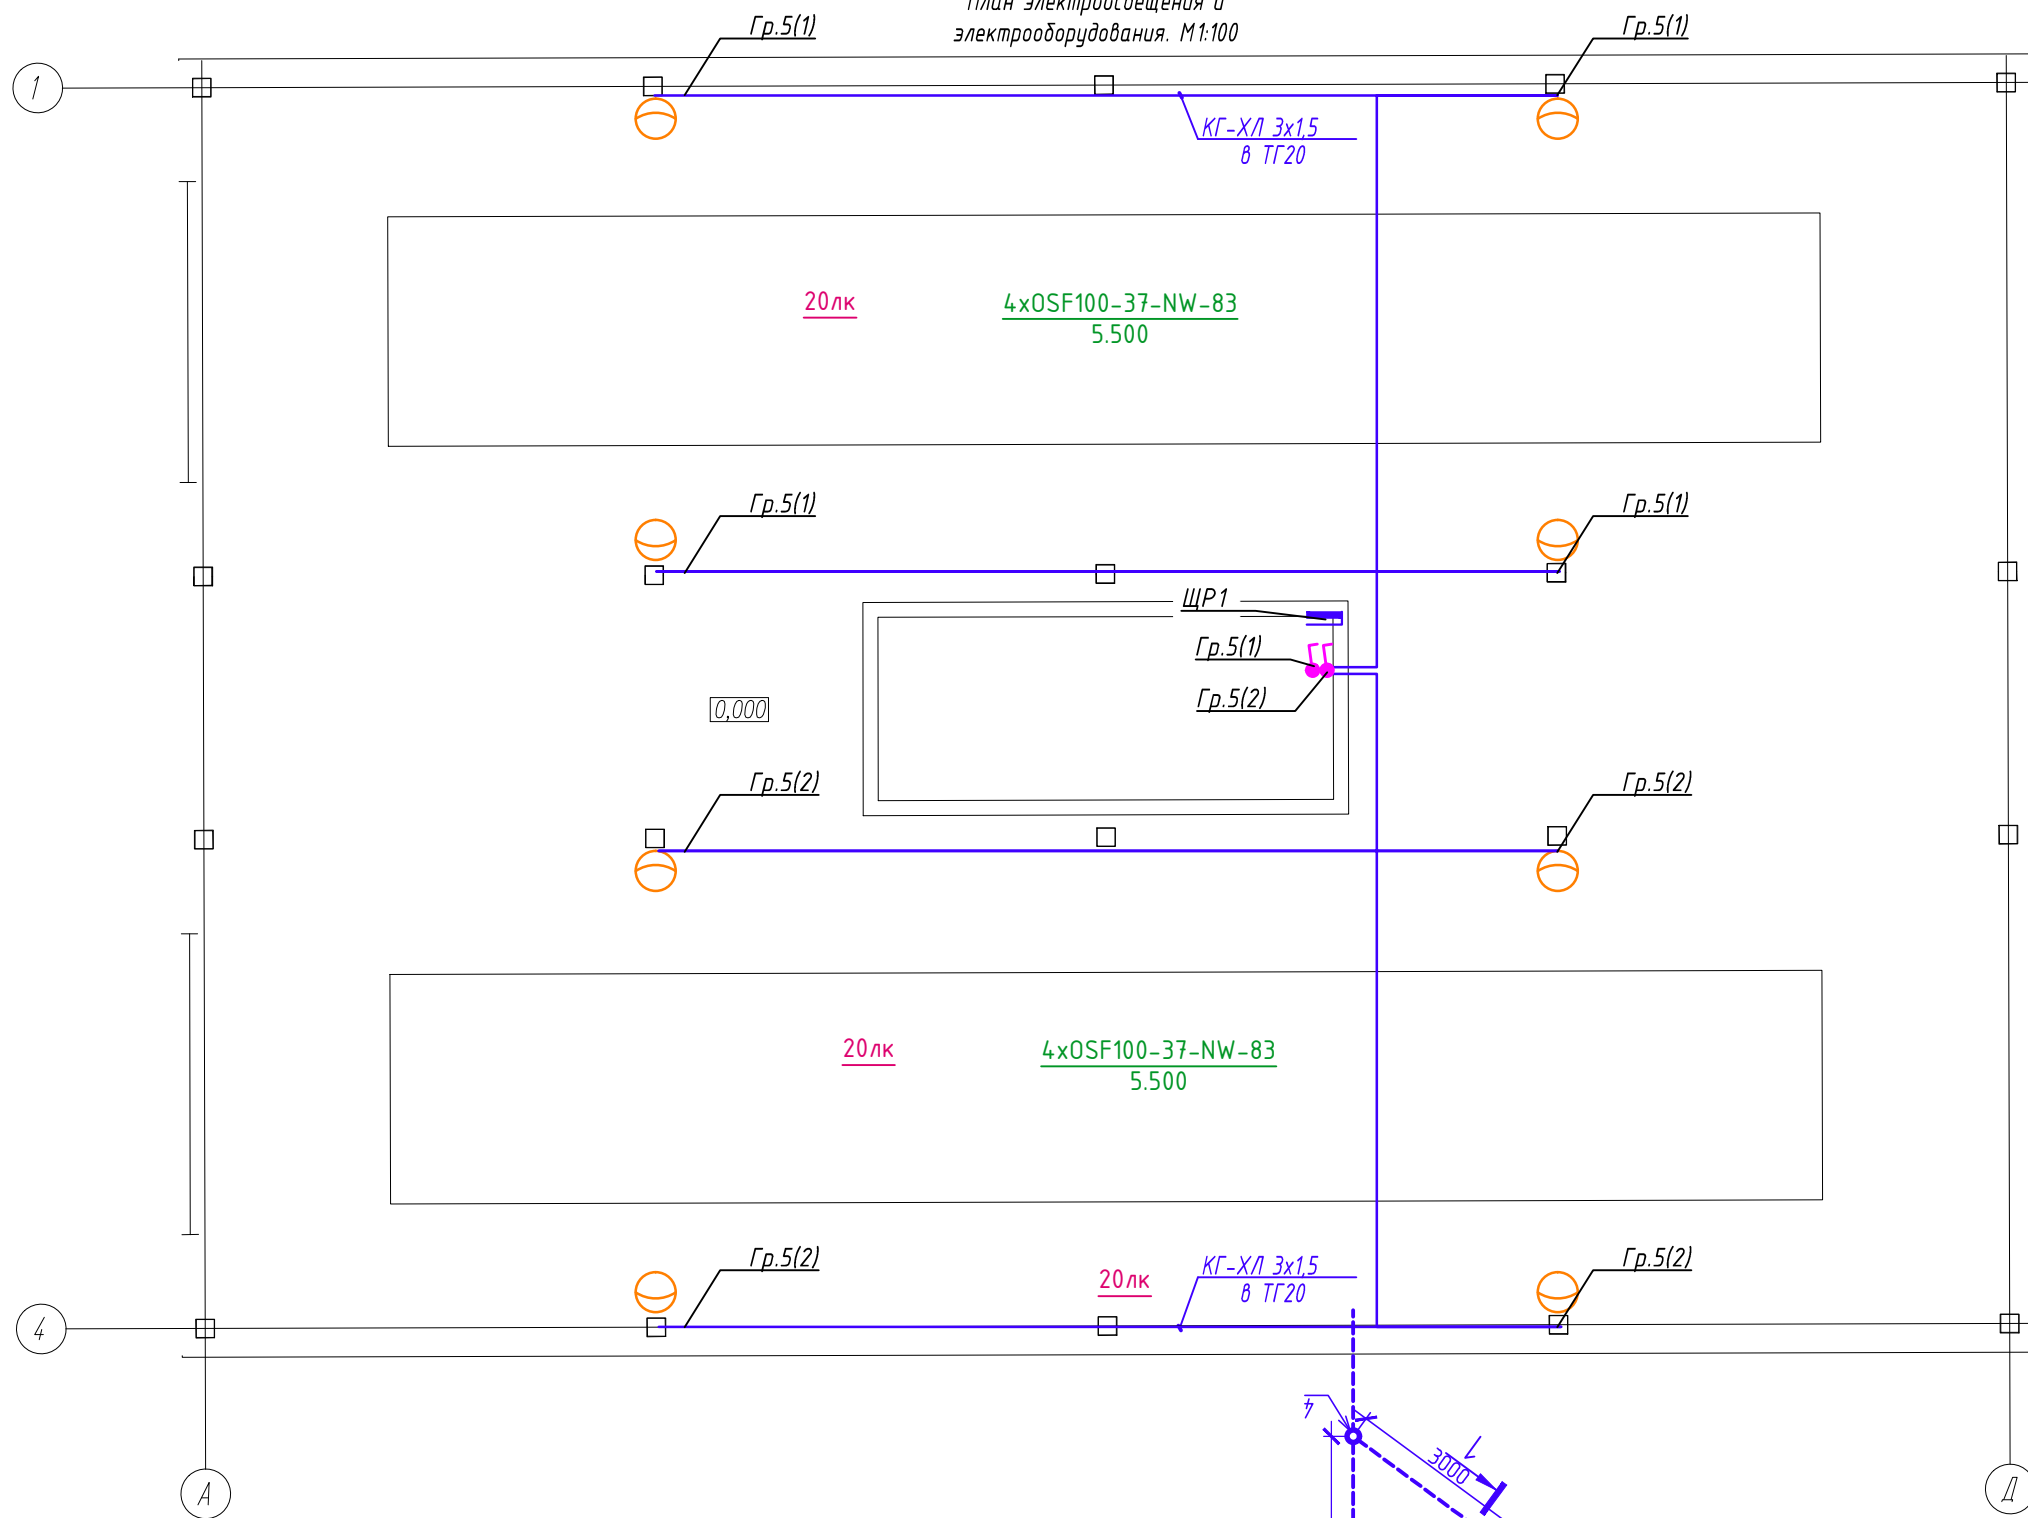 План электроосвещения и
электрооборудования. М1:100
Гр.5(1)
Гр.5(1)
1
КГ-ХЛ 3х1,5
в ТГ20
20лк
4xOSF100-37-NW-83
5.500
Гр.5(1)
Гр.5(1)
ЩР1
Гр.5(1)
Гр.5(2)
0,000
Гр.5(2)
Гр.5(2)
20лк
4xOSF100-37-NW-83
5.500
Гр.5(2)
20лк
КГ-ХЛ 3х1,5
в ТГ20
Гр.5(2)
4
4
3000
А
Д